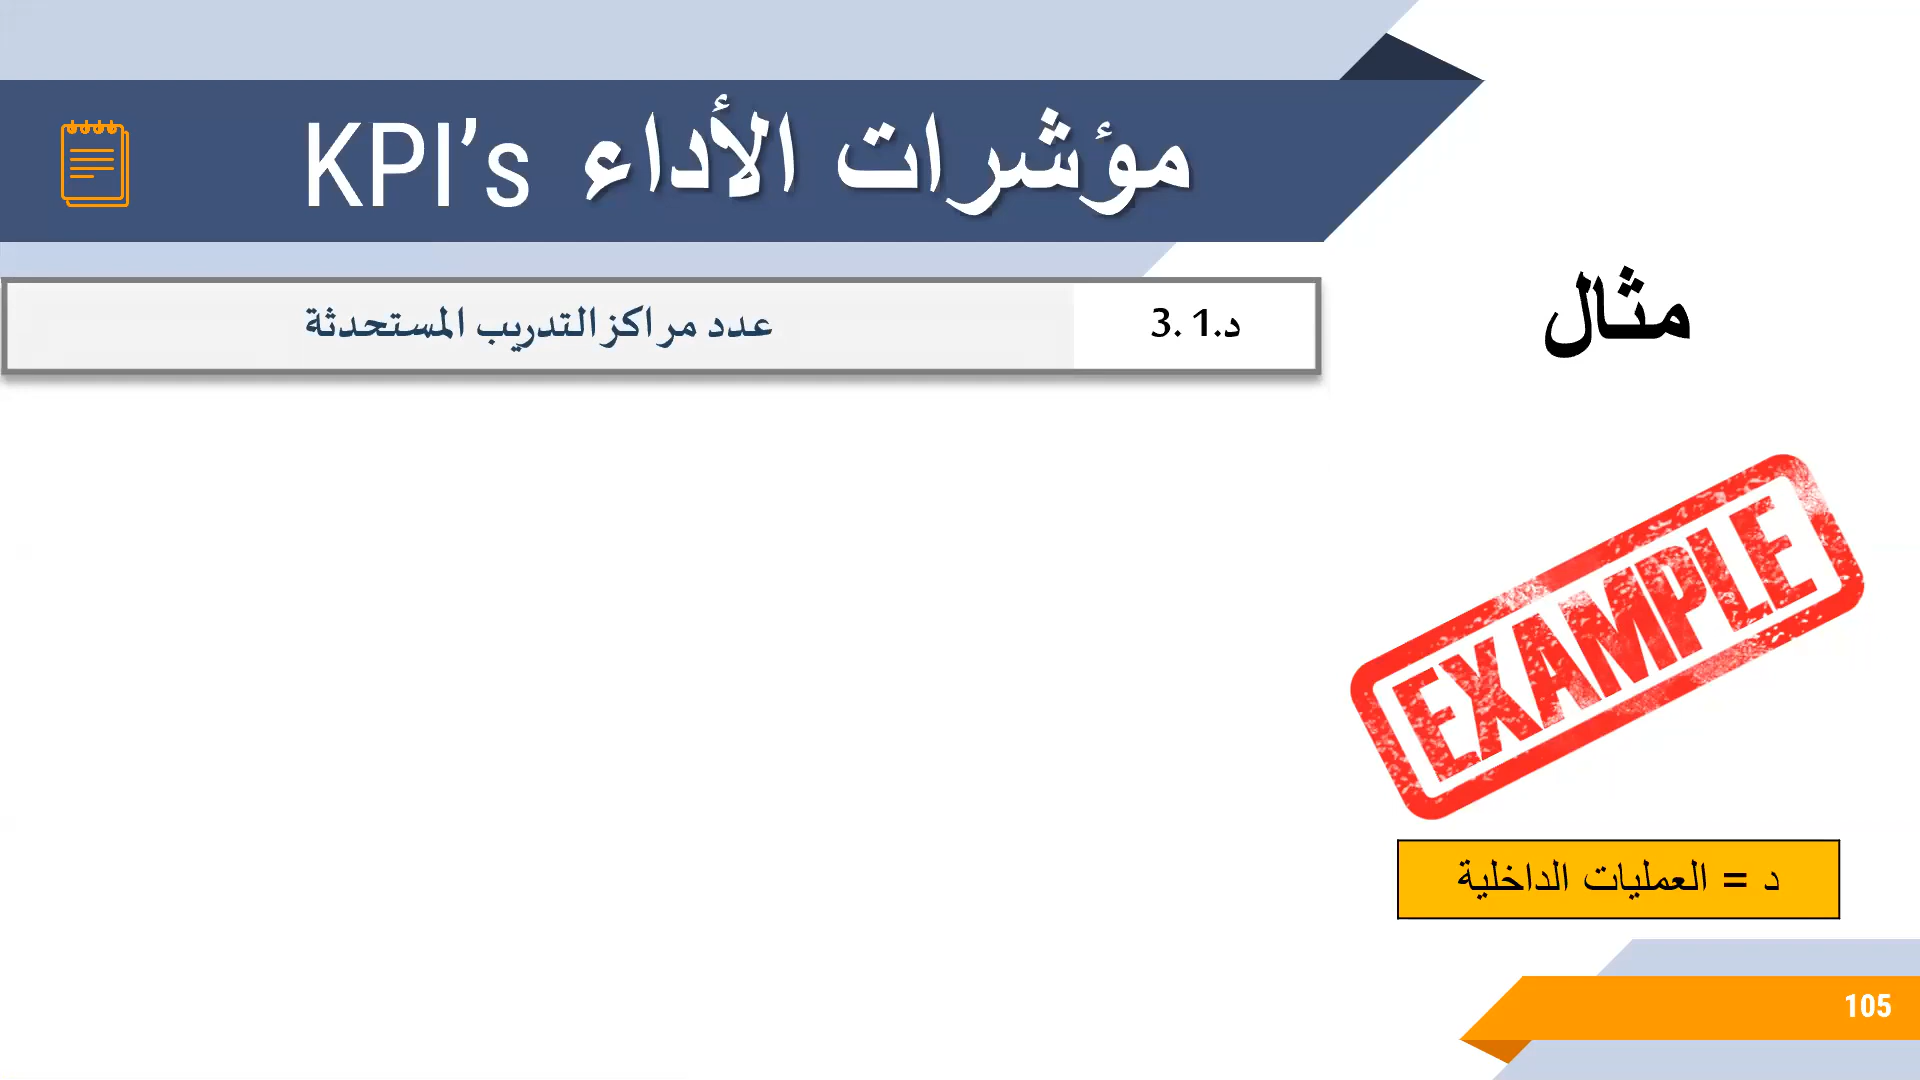 مؤشرات الأداء KPI’s
مثال
د.1 .3
عدد مراكز التدريب المستحدثة
EXAMPLE
د = العمليات الداخلية
105